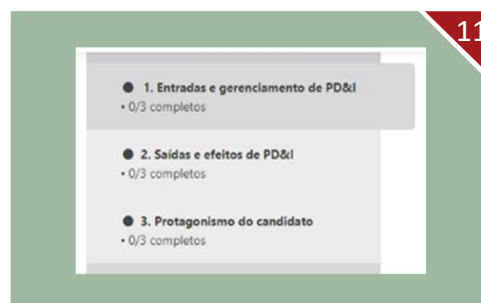 11
● 1. Entradas e gerenciamento de PD&I
• 0/3 completos
● 2. Saídas e efeitos de PD&I
• 0/3 completos
● 3. Protagonismo do candidato
• 0/3 completos